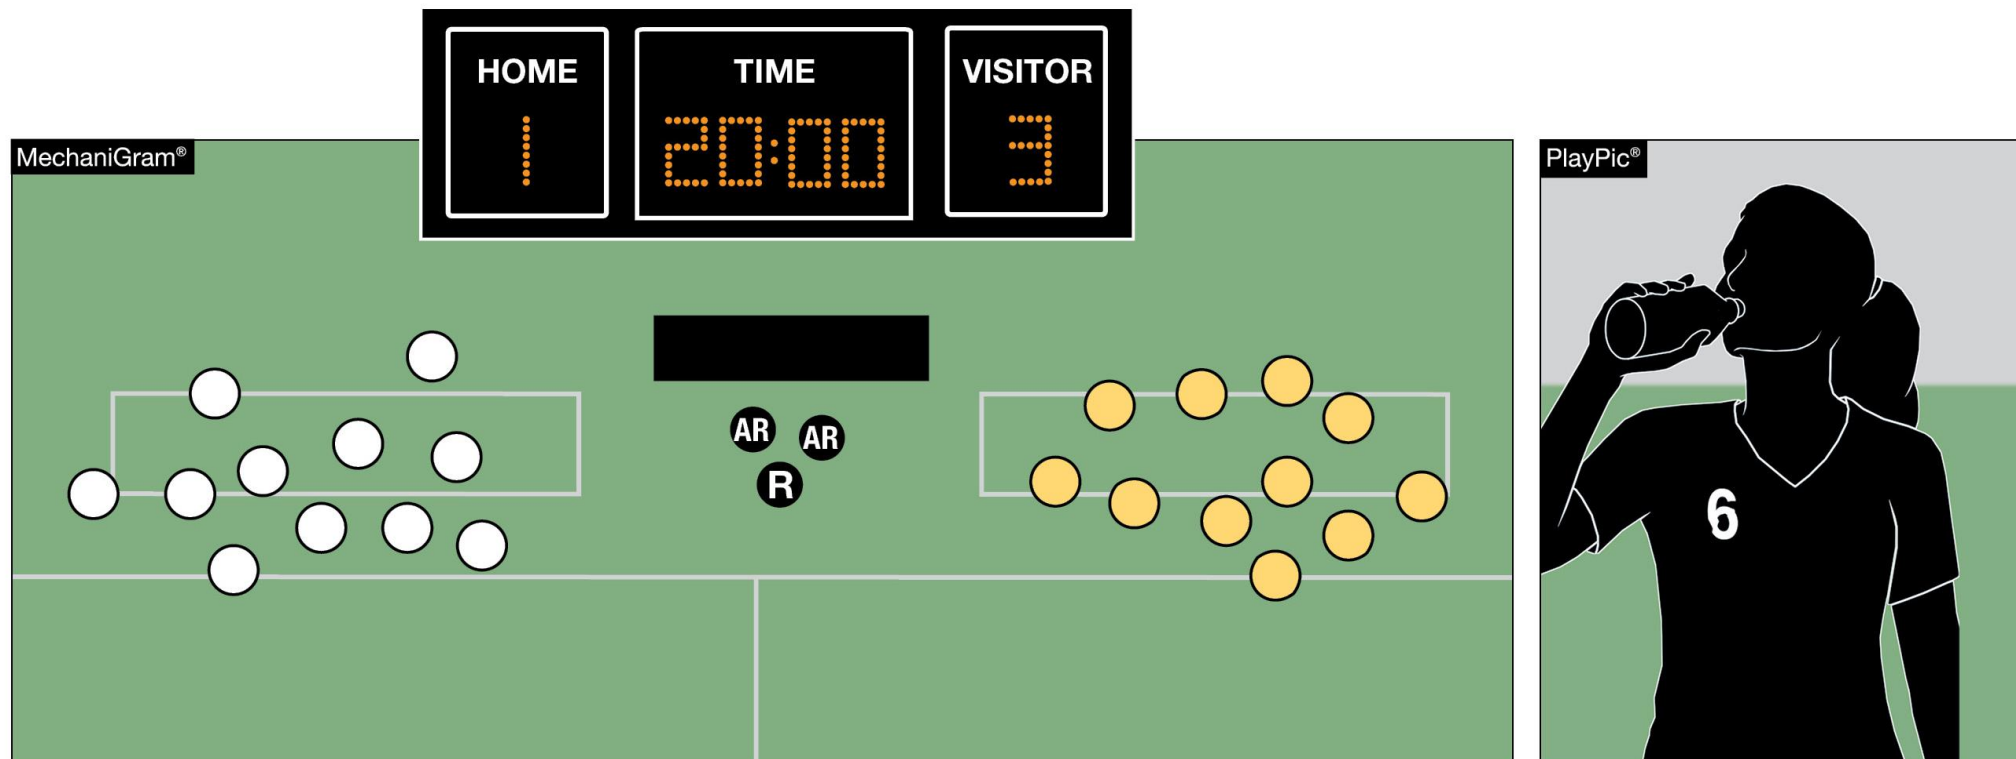 HOME TIME VISITOR
1 20:00 3
MechaniGram®
PlayPic®
AR AR
R
6